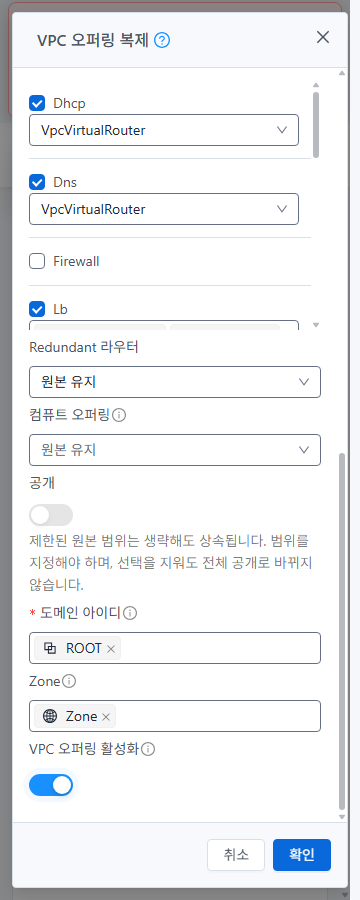 VPC 오퍼링 복제
Dhcp
VpcVirtualRouter
Dns
VpcVirtualRouter
Firewall
Lb
Redundant 라우터
원본 유지
컴퓨트 오퍼링
원본 유지
공개
제한된 원본 범위는 생략해도 상속됩니다. 범위를
지정해야 하며, 선택을 지워도 전체 공개로 바뀌지
않습니다.
* 도메인 아이디
ROOT
Zone
Zone
VPC 오퍼링 활성화
취소 확인